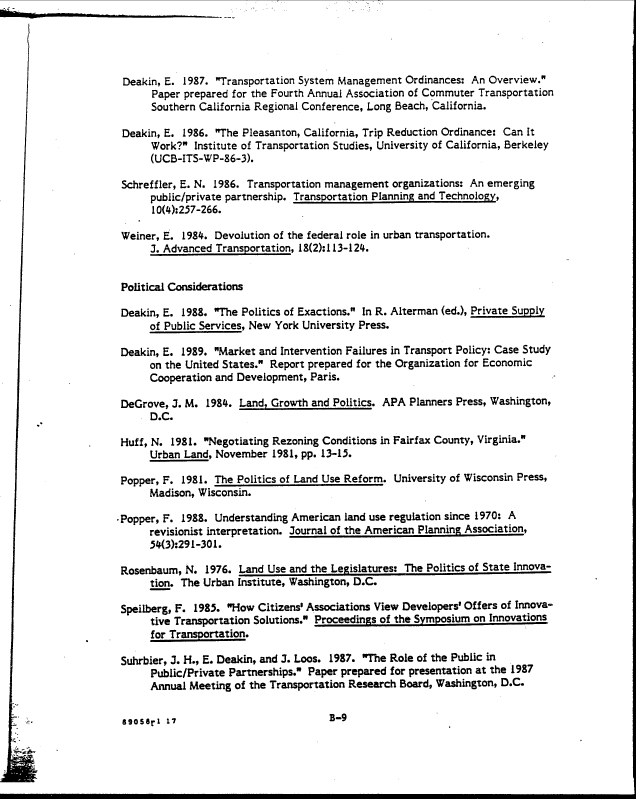 Deakin, E. 1987. "Transportation System Management Ordinances: An Overview."
Paper prepared for the Fourth Annual Association of Commuter Transportation
Southern California Regional Conference, Long Beach, California.
Deakin, E. 1986. "The Pleasanton, California, Trip Reduction Ordinance: Can It
Work?" Institute of Transportation Studies, University of California, Berkeley
(UCB-ITS-WP-86-3).
Schreffler, E. N. 1986. Transportation management organizations: An emerging
public/private partnership. Transportation Planning and Technology,
10(4):257-266.
Weiner, E. 1984. Devolution of the federal role in urban transportation.
J. Advanced Transportation, 18(2):113-124.
Political Considerations
Deakin, E. 1988. "The Politics of Exactions." In R. Alterman (ed.), Private Supply
of Public Services, New York University Press.
Deakin, E. 1989. "Market and Intervention Failures in Transport Policy: Case Study
on the United States." Report prepared for the Organization for Economic
Cooperation and Development, Paris.
DeGrove, J. M. 1984. Land, Growth and Politics. APA Planners Press, Washington,
D.C.
Huff, N. 1981. "Negotiating Rezoning Conditions in Fairfax County, Virginia."
Urban Land, November 1981, pp. 13-15.
Popper, F. 1981. The Politics of Land Use Reform. University of Wisconsin Press,
Madison, Wisconsin.
Popper, F. 1988. Understanding American land use regulation since 1970: A
revisionist interpretation. Journal of the American Planning Association,
54(3):291-301.
Rosenbaum, N. 1976. Land Use and the Legislatures: The Politics of State Innova-
tion. The Urban Institute, Washington, D.C.
Speilberg, F. 1985. "How Citizens' Associations View Developers' Offers of Innova-
tive Transportation Solutions." Proceedings of the Symposium on Innovations
for Transportation.
Suhrbier, J. H., E. Deakin, and J. Loos. 1987. "The Role of the Public in
Public/Private Partnerships." Paper prepared for presentation at the 1987
Annual Meeting of the Transportation Research Board, Washington, D.C.
89058r1 17
B-9